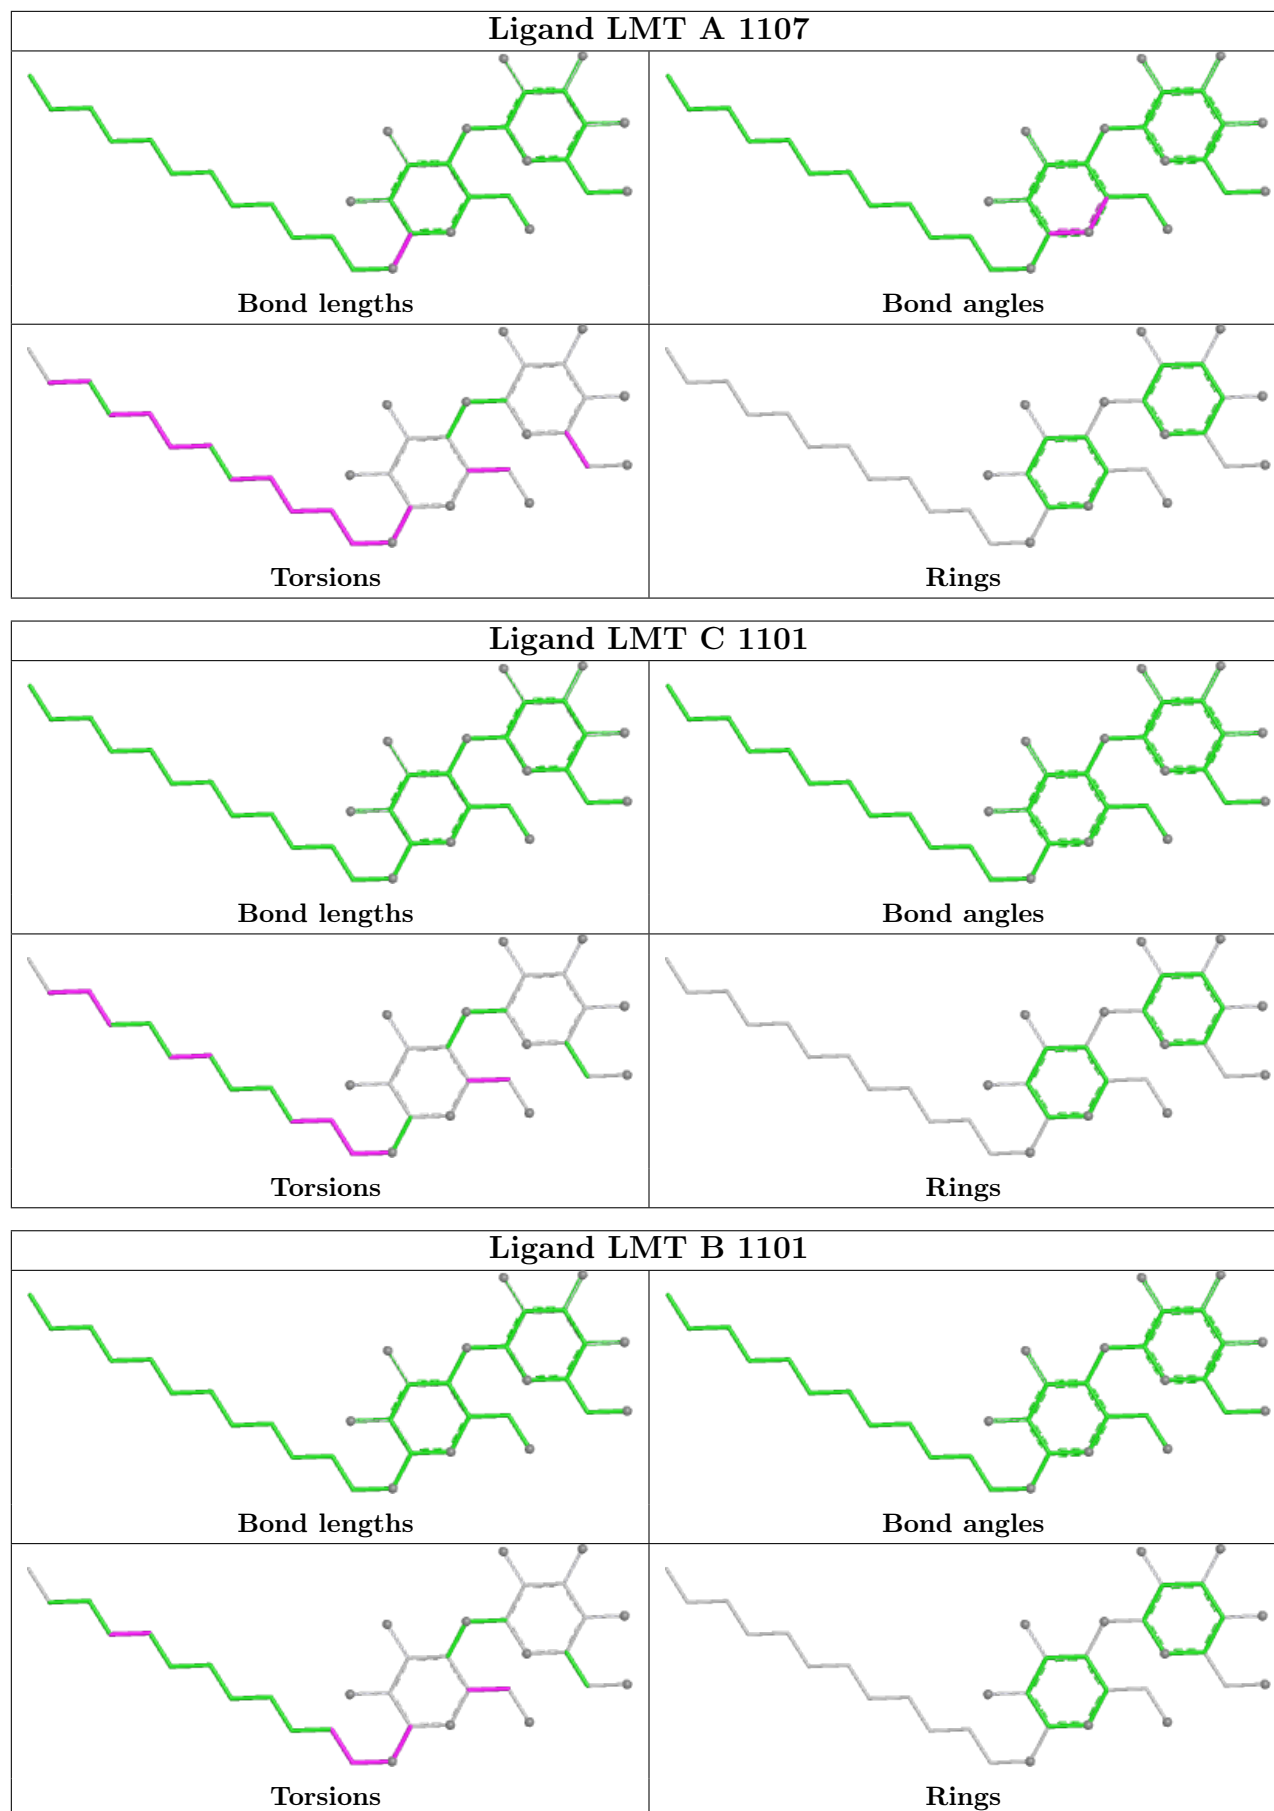 Ligand LMT A 1107
Bond lengths
Bond angles
Torsions
Rings
Ligand LMT C 1101
Bond lengths
Bond angles
Torsions
Rings
Ligand LMT B 1101
Bond lengths
Bond angles
Torsions
Rings